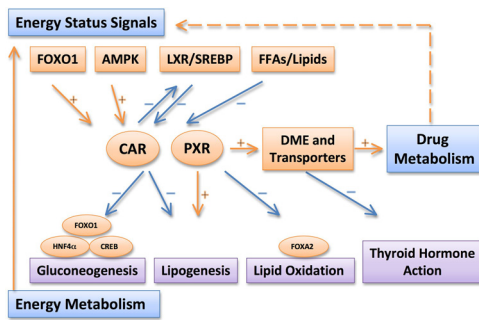 Energy Status Signals
FOXO1
AMPK
LXR/SREBP
FFAs/Lipids
+
+
−
−
−
CAR
PXR
+
DME and
Transporters
+
Drug
Metabolism
−
−
+
−
−
FOXO1
HNF4α
CREB
FOXA2
Gluconeogenesis
Lipogenesis
Lipid Oxidation
Thyroid Hormone
Action
Energy Metabolism